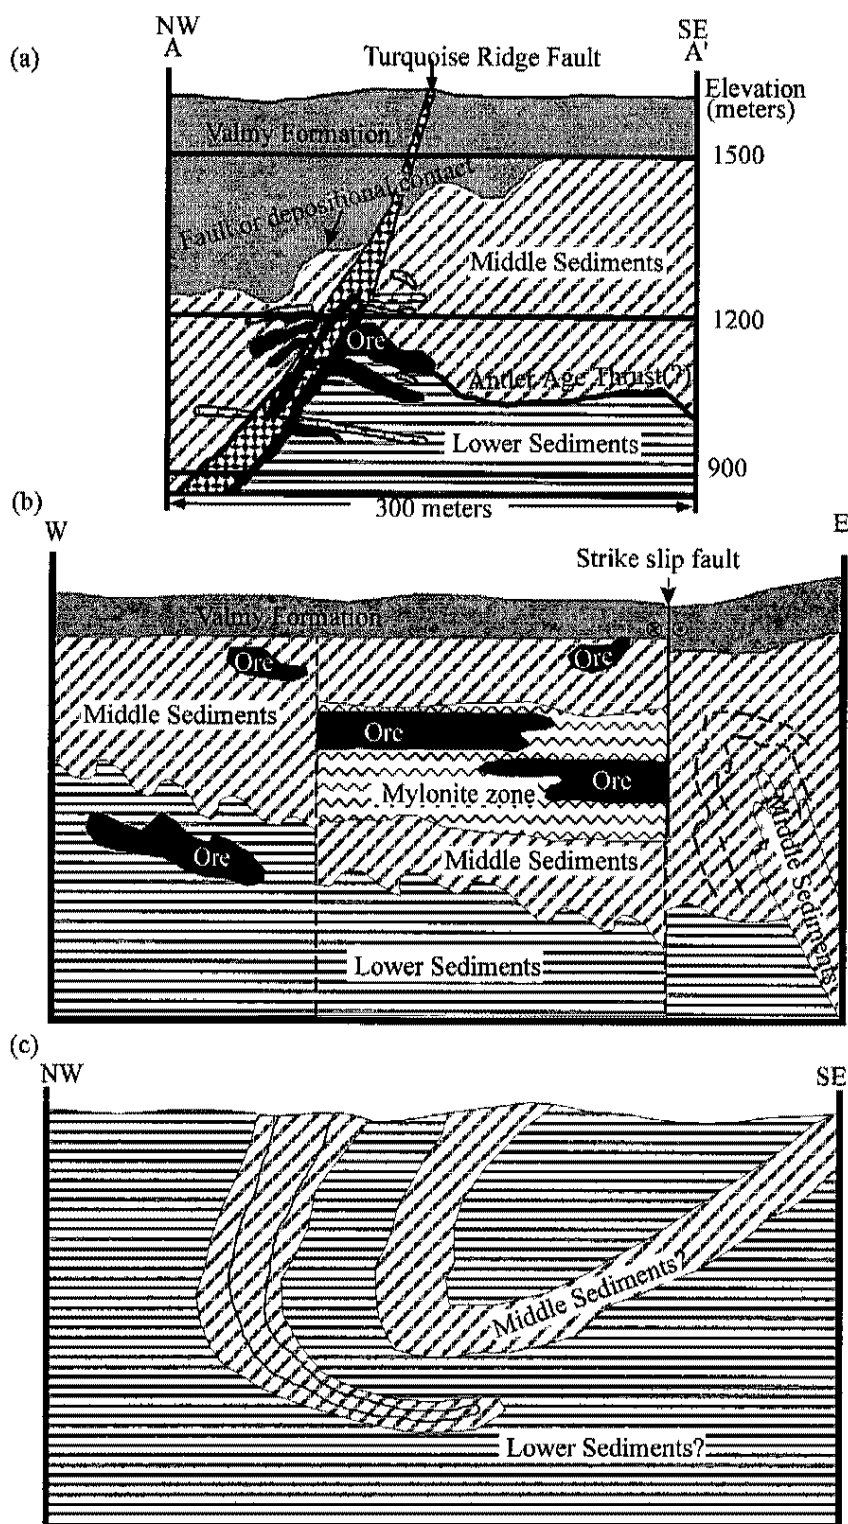 (a)
NW
A
SE
A'
Turquoise Ridge Fault
Elevation
(meters)
Valmy Formation
1500
Fault or depositional contact
Middle Sediments
1200
Ore
Antler Age Thrust(?)
Lower Sediments
900
300 meters
(b)
W
E
Strike slip fault
Valmy Formation
Ore
Ore
Middle Sediments
Ore
Ore
Mylonite zone
Middle Sediments
Ore
Middle Sediments
Lower Sediments
(c)
NW
SE
Middle Sediments?
Lower Sediments?